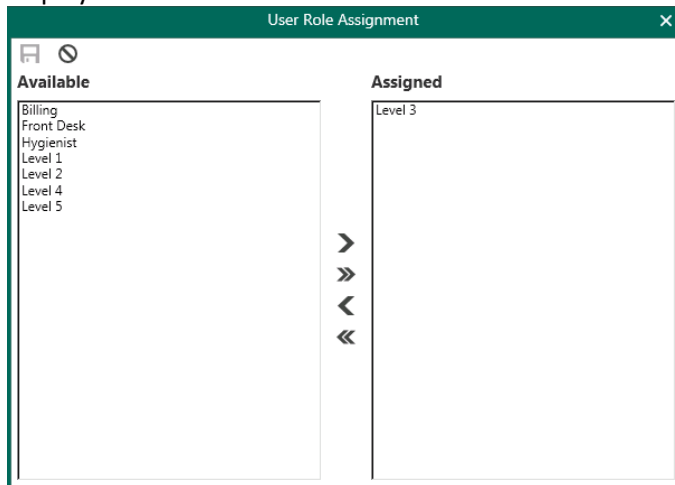 User Role Assignment
Available
Assigned
Billing
Front Desk
Hygienist
Level 1
Level 2
Level 4
Level 5
Level 3